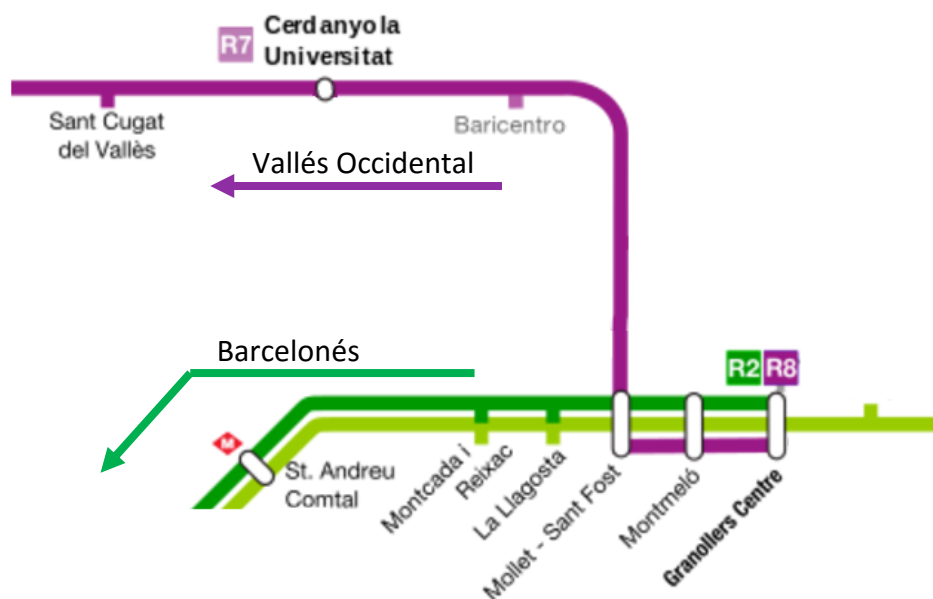 R7
Cerdanyola
Universitat
Sant Cugat
del Vallès
Baricentro
Vallés Occidental
Barcelonés
R2 R8
M
St. Andreu
Comtal
Montcada i
Reixac
La Llagosta
Mollet - Sant Fost
Montmeló
Granollers Centre